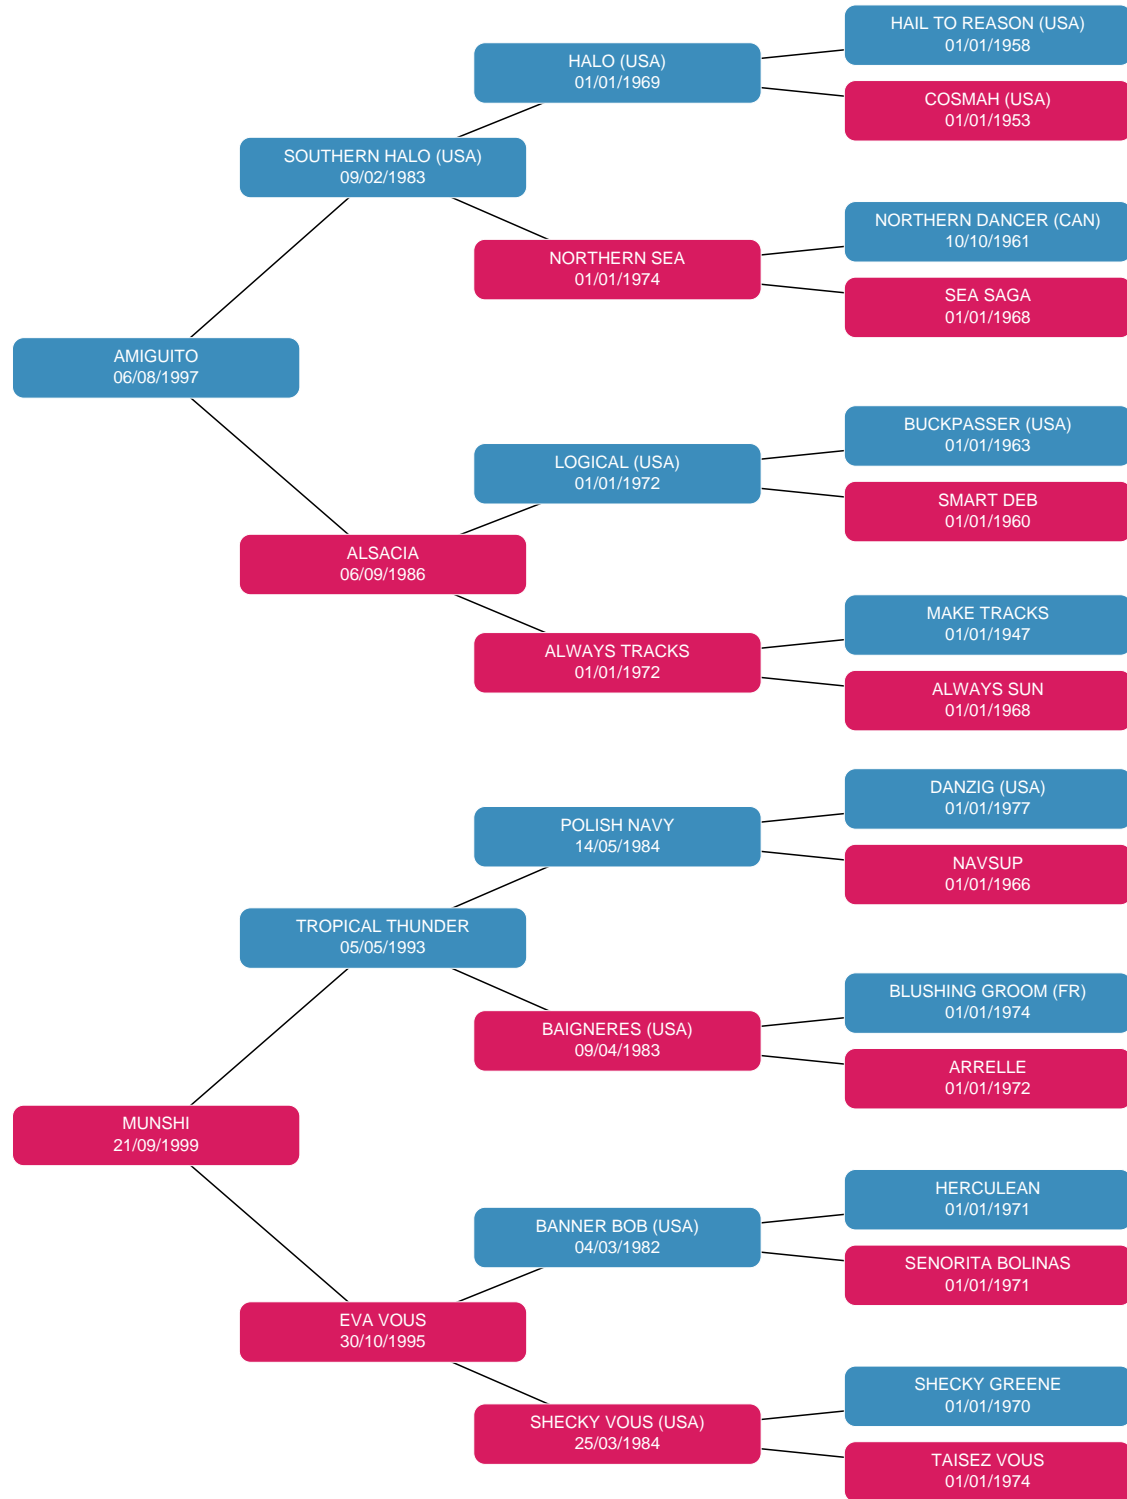 HAIL TO REASON (USA)
01/01/1958
HALO (USA)
01/01/1969
COSMAH (USA)
01/01/1953
SOUTHERN HALO (USA)
09/02/1983
NORTHERN DANCER (CAN)
10/10/1961
NORTHERN SEA
01/01/1974
SEA SAGA
01/01/1968
AMIGUITO
06/08/1997
BUCKPASSER (USA)
01/01/1963
LOGICAL (USA)
01/01/1972
SMART DEB
01/01/1960
ALSACIA
06/09/1986
MAKE TRACKS
01/01/1947
ALWAYS TRACKS
01/01/1972
ALWAYS SUN
01/01/1968
DANZIG (USA)
01/01/1977
POLISH NAVY
14/05/1984
NAVSUP
01/01/1966
TROPICAL THUNDER
05/05/1993
BLUSHING GROOM (FR)
01/01/1974
BAIGNERES (USA)
09/04/1983
ARRELLE
01/01/1972
MUNSHI
21/09/1999
HERCULEAN
01/01/1971
BANNER BOB (USA)
04/03/1982
SENORITA BOLINAS
01/01/1971
EVA VOUS
30/10/1995
SHECKY GREENE
01/01/1970
SHECKY VOUS (USA)
25/03/1984
TAISEZ VOUS
01/01/1974